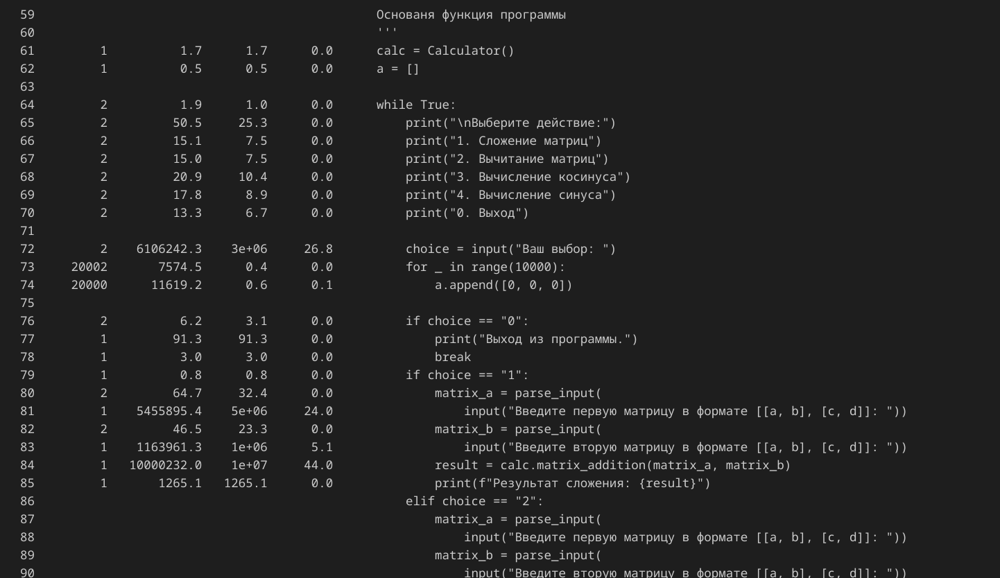 59 Основаня функция программы
60 '''
61 1 1.7 1.7 0.0 calc = Calculator()
62 1 0.5 0.5 0.0 a = []
63
64 2 1.9 1.0 0.0 while True:
65 2 50.5 25.3 0.0 print("\nВыберите действие:")
66 2 15.1 7.5 0.0 print("1. Сложение матриц")
67 2 15.0 7.5 0.0 print("2. Вычитание матриц")
68 2 20.9 10.4 0.0 print("3. Вычисление косинуса")
69 2 17.8 8.9 0.0 print("4. Вычисление синуса")
70 2 13.3 6.7 0.0 print("0. Выход")
71
72 2 6106242.3 3e+06 26.8 choice = input("Ваш выбор: ")
73 20002 7574.5 0.4 0.0 for _ in range(10000):
74 20000 11619.2 0.6 0.1 a.append([0, 0, 0])
75
76 2 6.2 3.1 0.0 if choice == "0":
77 1 91.3 91.3 0.0 print("Выход из программы.")
78 1 3.0 3.0 0.0 break
79 1 0.8 0.8 0.0 if choice == "1":
80 2 64.7 32.4 0.0 matrix_a = parse_input(
81 1 5455895.4 5e+06 24.0 input("Введите первую матрицу в формате [[a, b], [c, d]]: "))
82 2 46.5 23.3 0.0 matrix_b = parse_input(
83 1 1163961.3 1e+06 5.1 input("Введите вторую матрицу в формате [[a, b], [c, d]]: "))
84 1 10000232.0 1e+07 44.0 result = calc.matrix_addition(matrix_a, matrix_b)
85 1 1265.1 1265.1 0.0 print(f"Результат сложения: {result}")
86 elif choice == "2":
87 matrix_a = parse_input(
88 input("Введите первую матрицу в формате [[a, b], [c, d]]: "))
89 matrix_b = parse_input(
90 input("Введите вторую матрицу в формате [[a, b], [c, d]]: "))